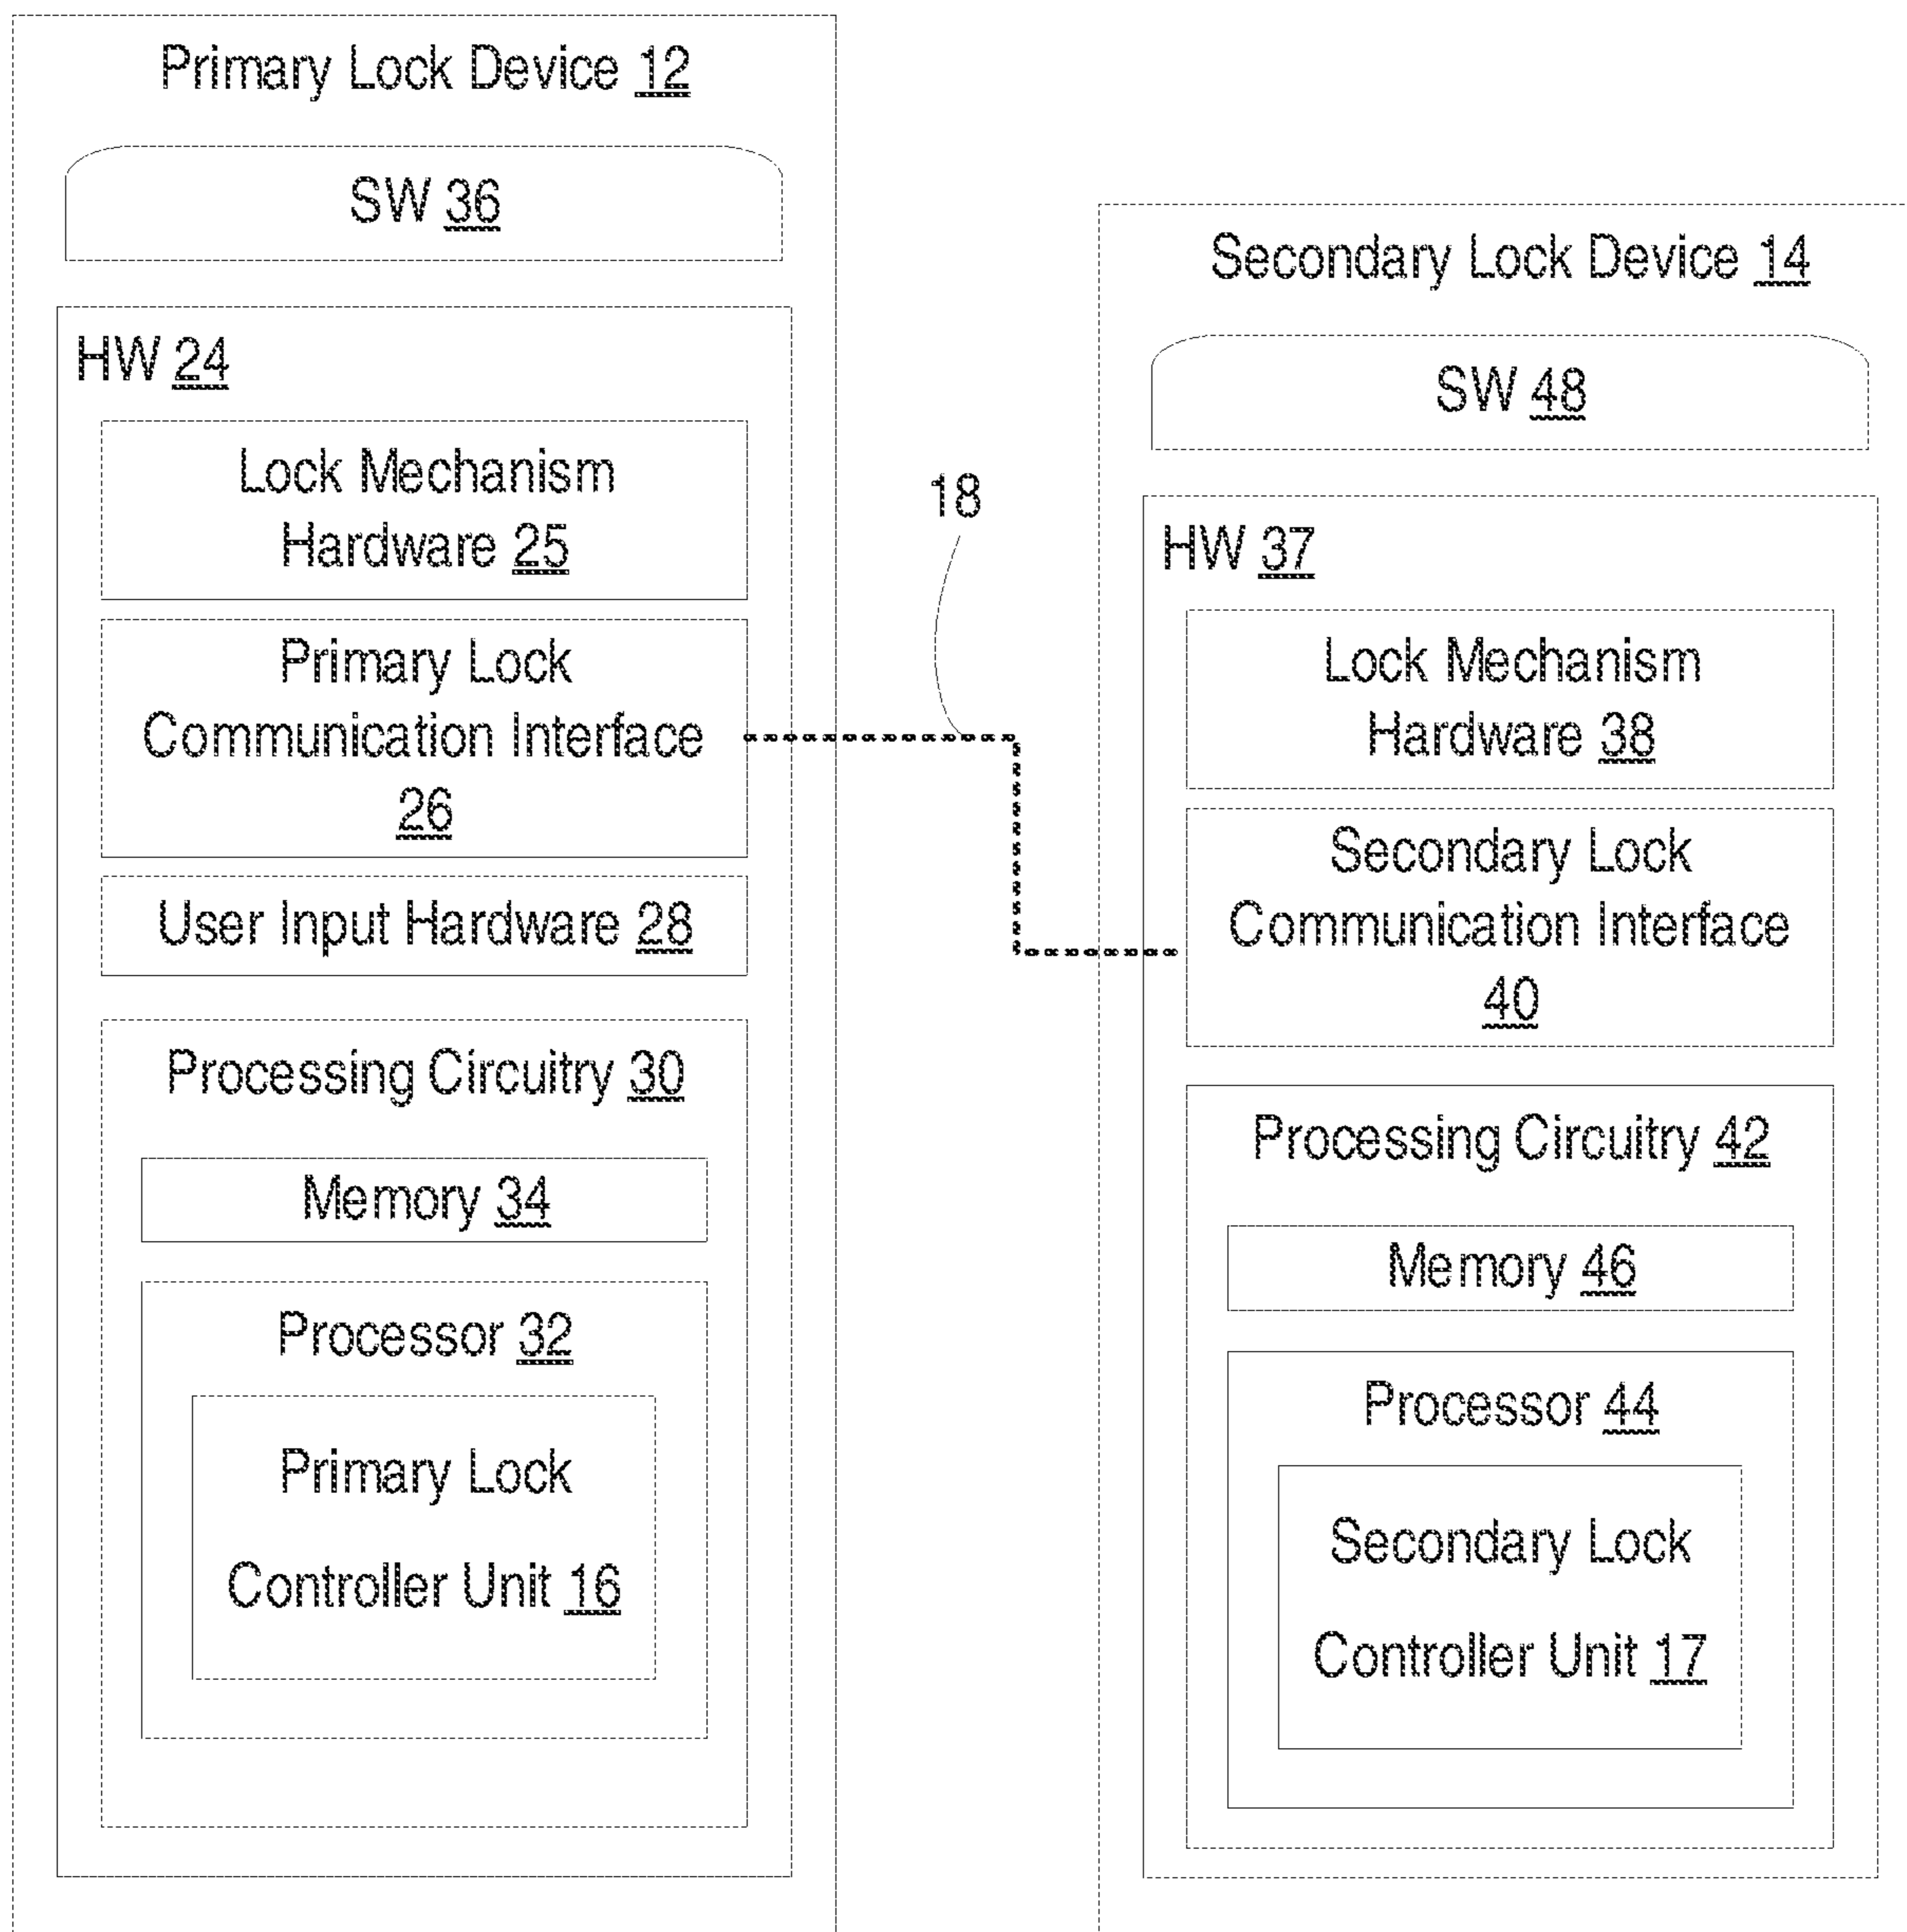 Primary Lock Device 12
SW 36
HW 24
Lock Mechanism
Hardware 25
Primary Lock
Communication Interface
26
User Input Hardware 28
Processing Circuitry 30
Memory 34
Processor 32
Primary Lock
Controller Unit 16
18
Secondary Lock Device 14
SW 48
HW 37
Lock Mechanism
Hardware 38
Secondary Lock
Communication Interface
40
Processing Circuitry 42
Memory 46
Processor 44
Secondary Lock
Controller Unit 17